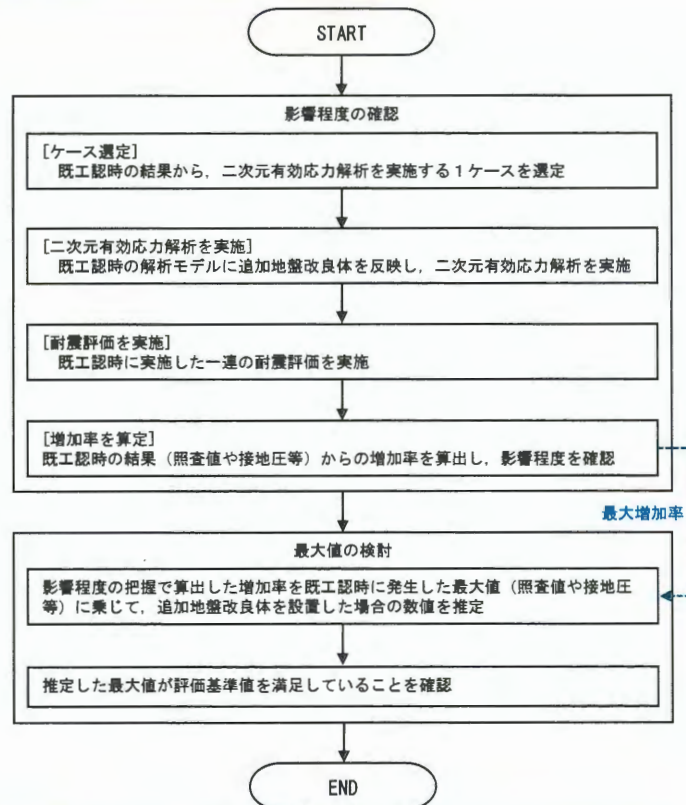 START
影響程度の確認
[ケース選定]
既工認時の結果から，二次元有効応力解析を実施する１ケースを選定
[二次元有効応力解析を実施]
既工認時の解析モデルに追加地盤改良体を反映し，二次元有効応力解析を実施
[耐震評価を実施]
既工認時に実施した一連の耐震評価を実施
[増加率を算定]
既工認時の結果（照査値や接地圧等）からの増加率を算出し，影響程度を確認
最大増加率
最大値の検討
影響程度の把握で算出した増加率を既工認時に発生した最大値（照査値や接地圧
等）に乗じて，追加地盤改良体を設置した場合の数値を推定
推定した最大値が評価基準値を満足していることを確認
END